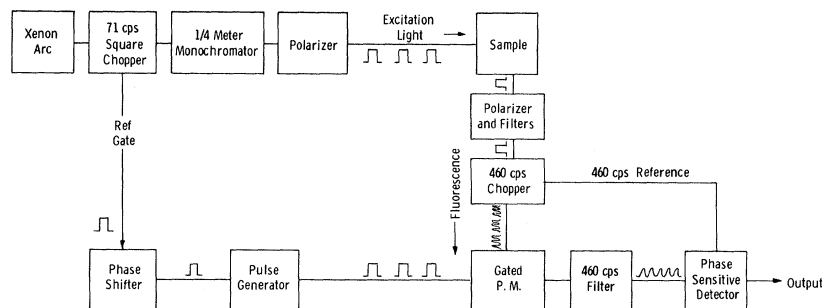 Xenon
Arc
71 cps
Square
Chopper
1/4 Meter
Monochromator
Polarizer
Excitation
Light
Sample
Polarizer
and Filters
Ref
Gate
Fluorescence
460 cps
Chopper
460 cps Reference
Phase
Shifter
Pulse
Generator
Gated
P. M.
460 cps
Filter
Phase
Sensitive
Detector
Output